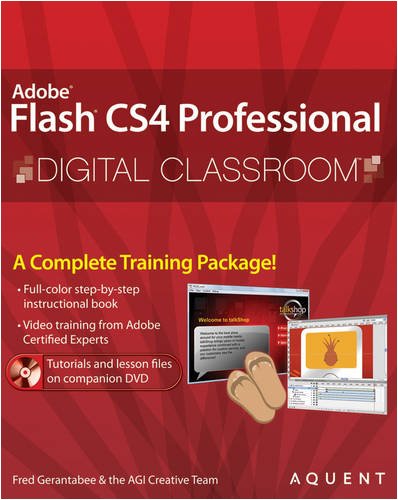 Adobe®
Flash® CS4 Professional
DIGITAL CLASSROOM™
A Complete Training Package!
• Full-color step-by-step
instructional book
• Video training from Adobe
Certified Experts
Tutorials and lesson files
on companion DVD
talkShop
Welcome to talkShop
Fred Gerantabee & the AGI Creative Team
AQUENT